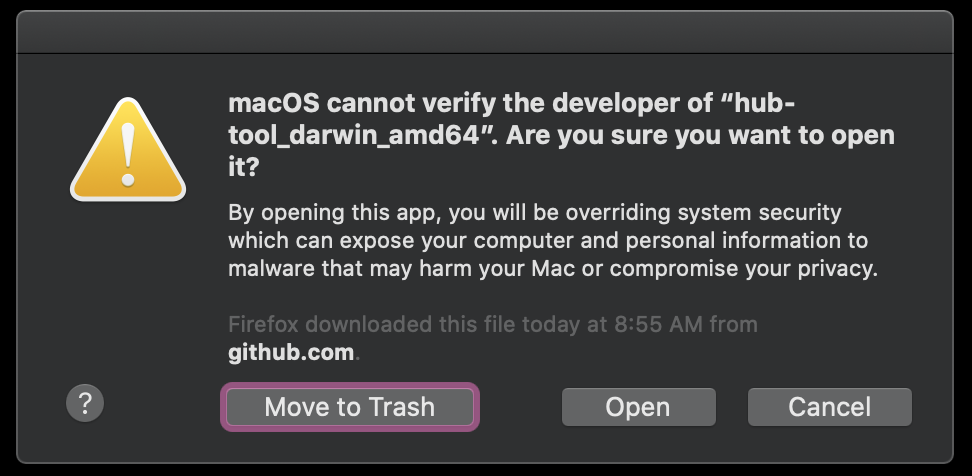 macOS cannot verify the developer of “hub-
tool_darwin_amd64”. Are you sure you want to open
it?
By opening this app, you will be overriding system security
which can expose your computer and personal information to
malware that may harm your Mac or compromise your privacy.
Firefox downloaded this file today at 8:55 AM from
github.com.
? Move to Trash Open Cancel